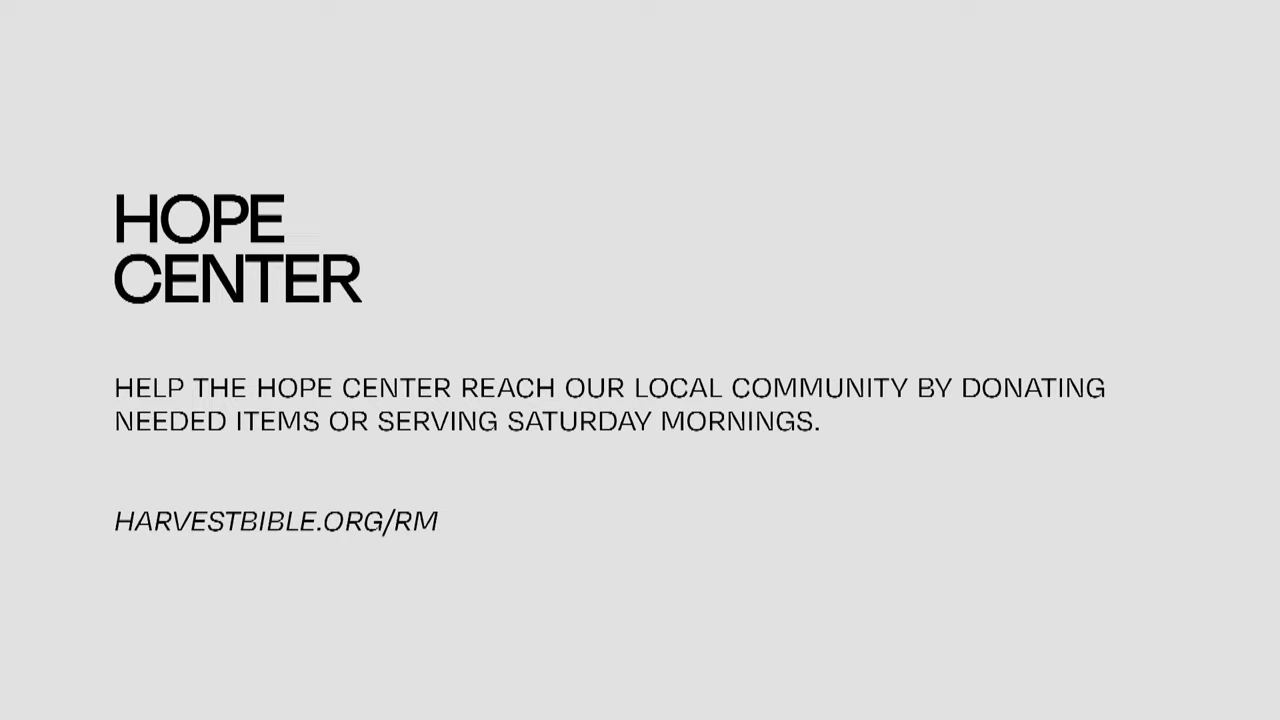 HOPE
CENTER
HELP THE HOPE CENTER REACH OUR LOCAL COMMUNITY BY DONATING
NEEDED ITEMS OR SERVING SATURDAY MORNINGS.
HARVESTBIBLE.ORG/RM